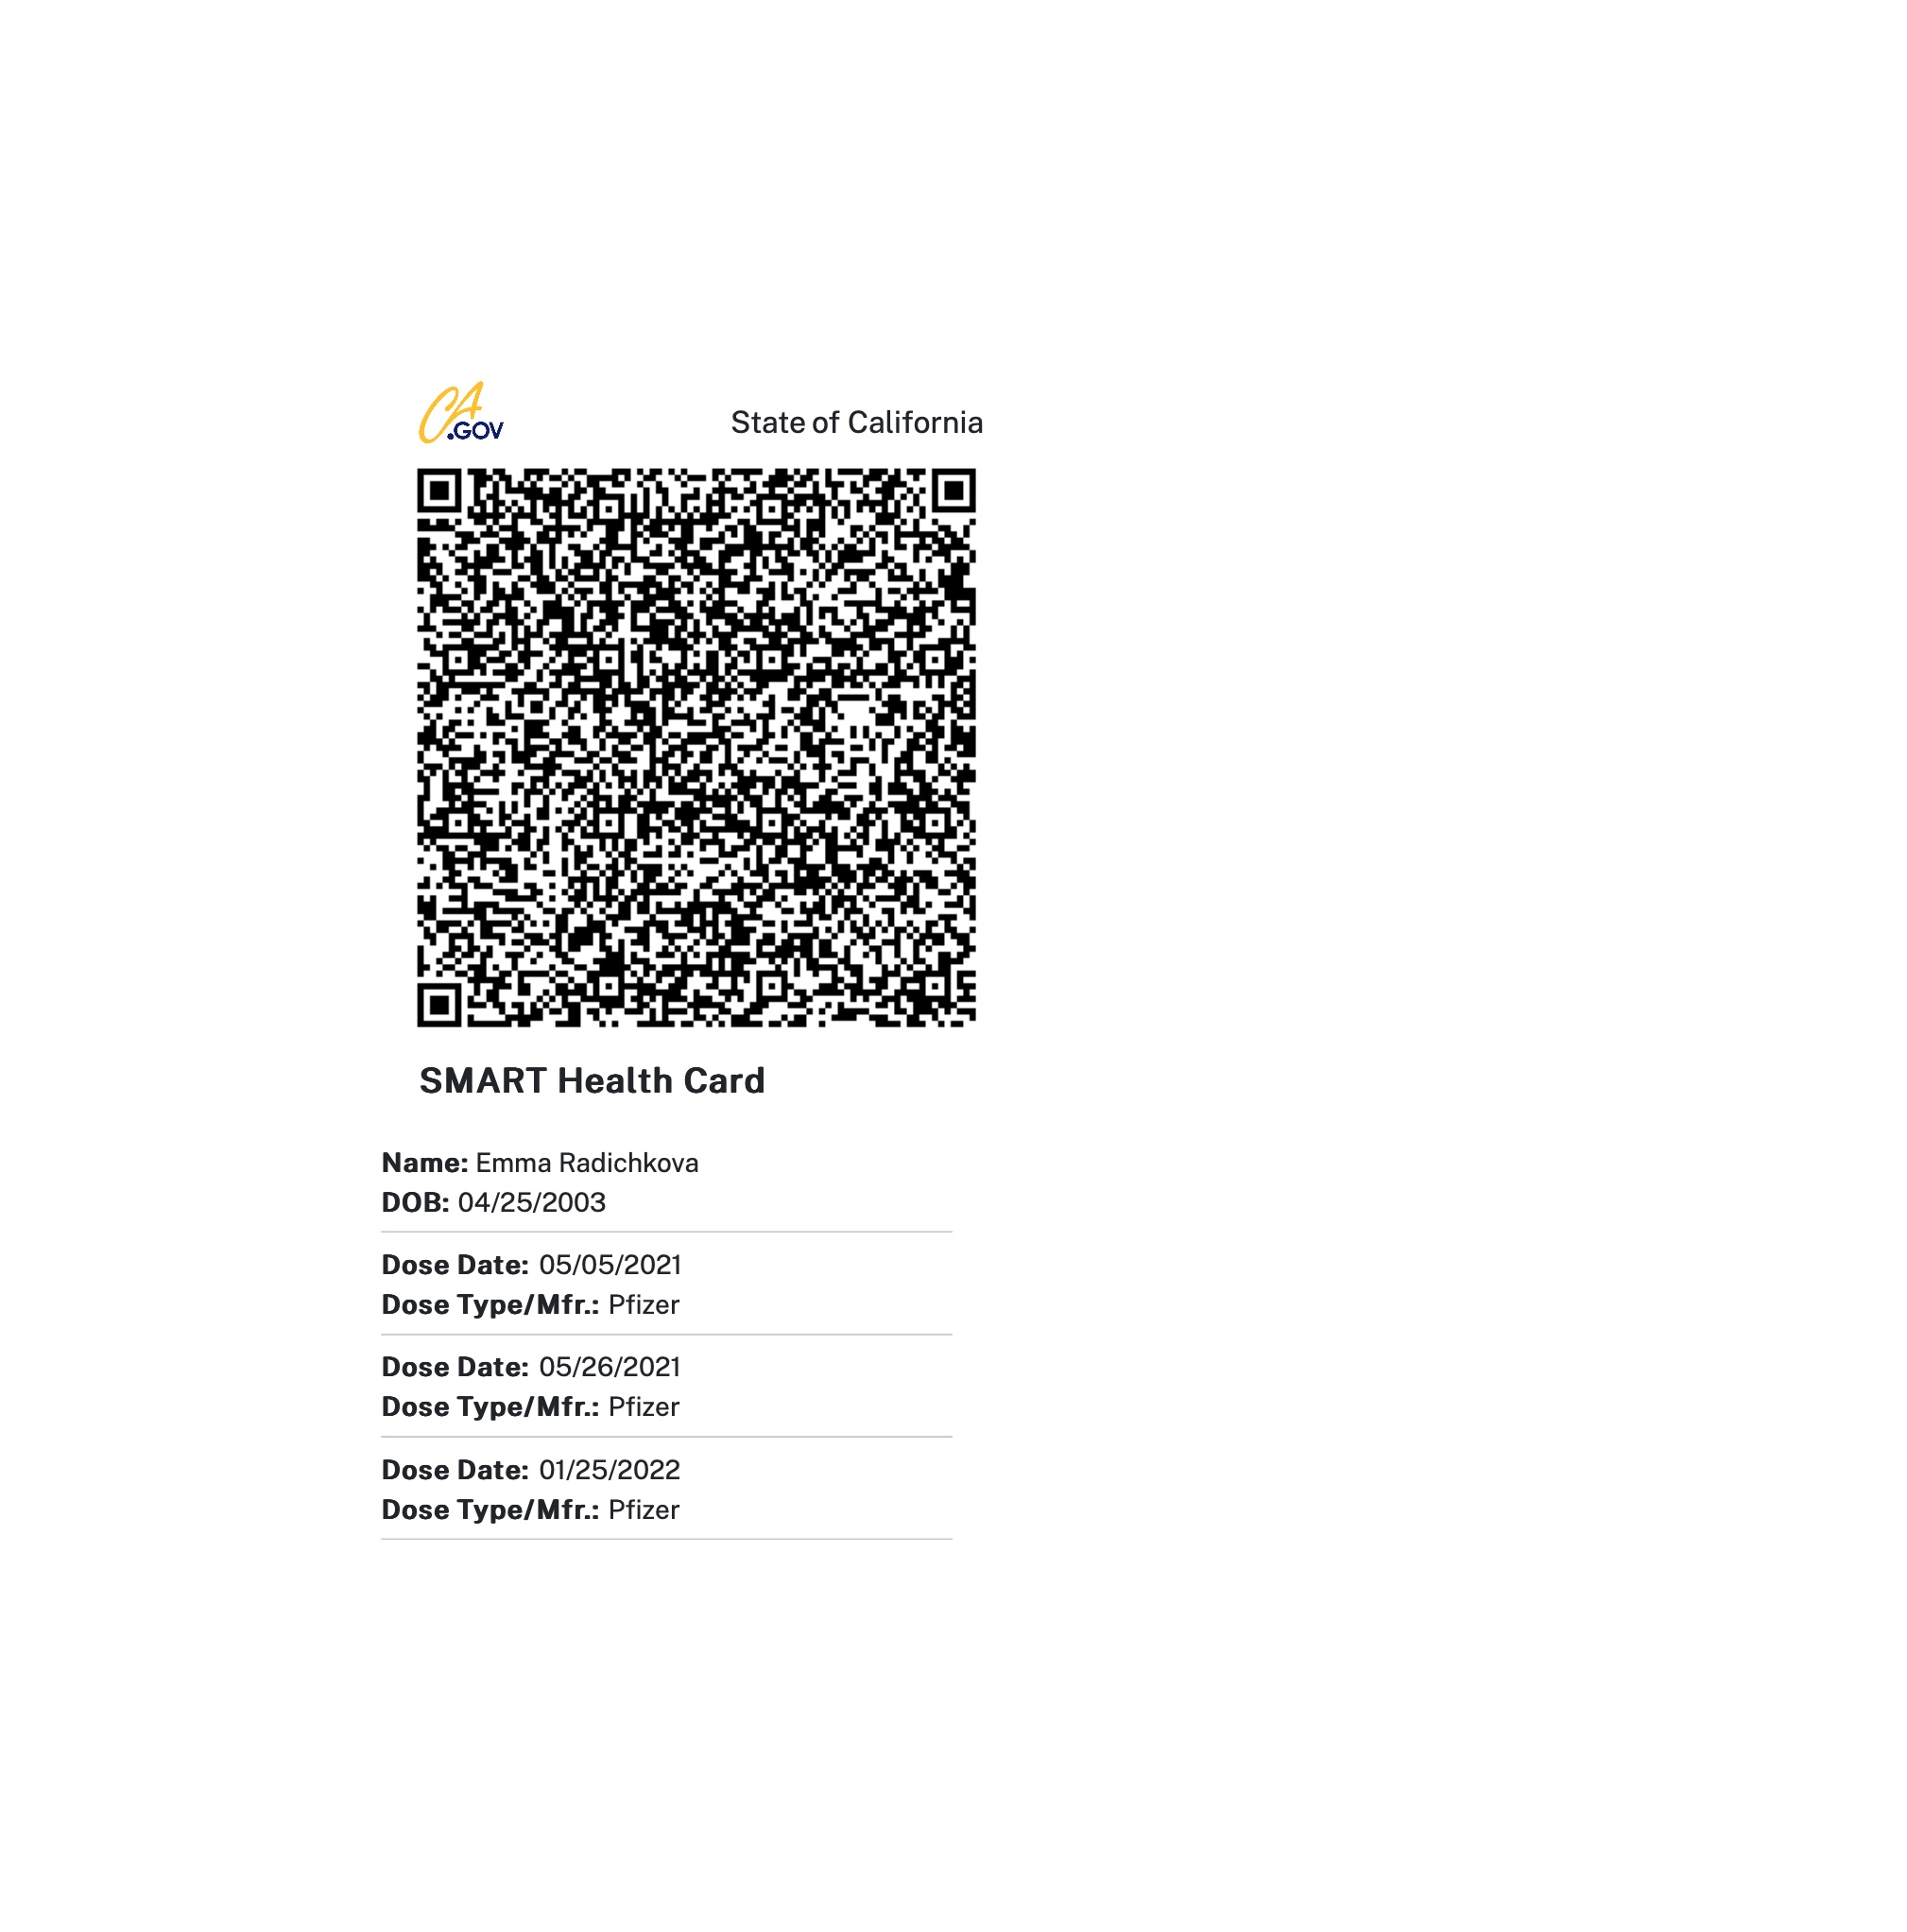 CA.GOV
State of California
SMART Health Card
Name: Emma Radichkova
DOB: 04/25/2003
Dose Date: 05/05/2021
Dose Type/Mfr.: Pfizer
Dose Date: 05/26/2021
Dose Type/Mfr.: Pfizer
Dose Date: 01/25/2022
Dose Type/Mfr.: Pfizer